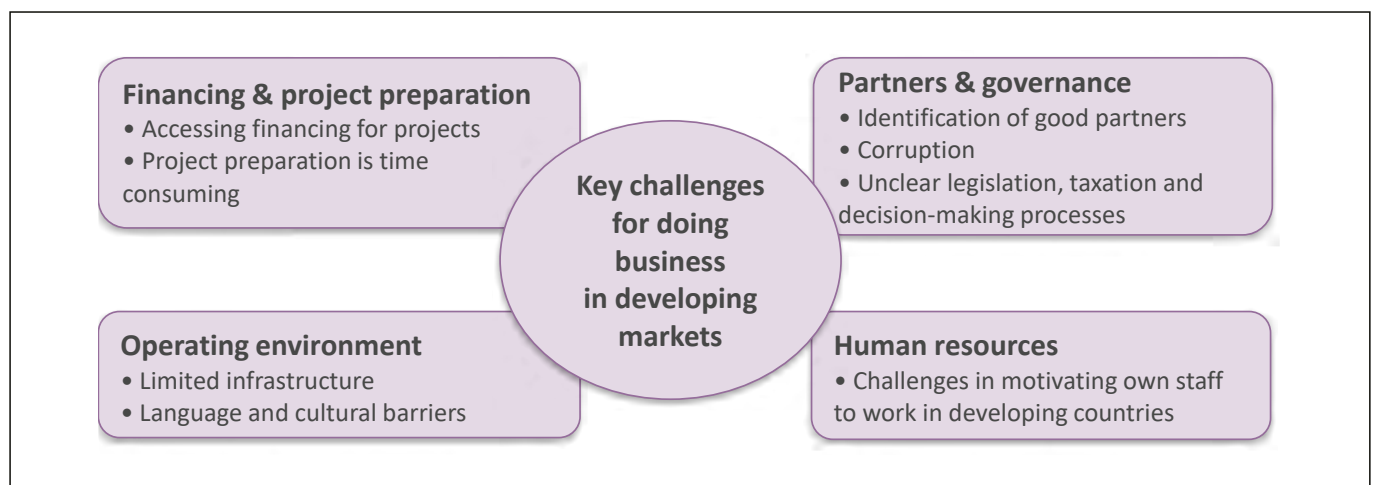 Financing & project preparation
• Accessing financing for projects
• Project preparation is time
consuming
Partners & governance
• Identification of good partners
• Corruption
• Unclear legislation, taxation and
decision-making processes
Key challenges
for doing
business
in developing
markets
Operating environment
• Limited infrastructure
• Language and cultural barriers
Human resources
• Challenges in motivating own staff
to work in developing countries